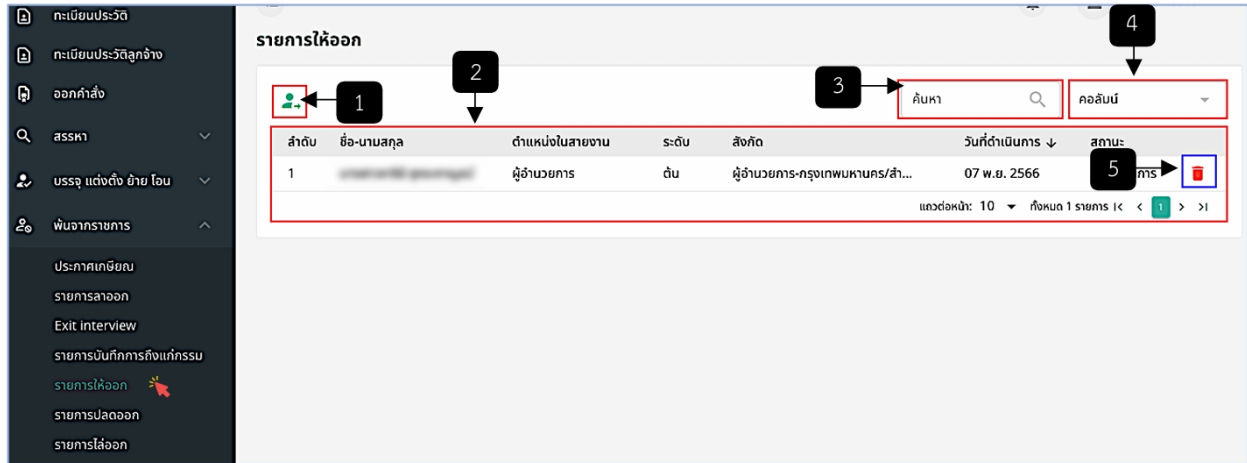 ทะเบียนประวัติ
ทะเบียนประวัติลูกจ้าง
ออกคำสั่ง
สรรหา
บรรจุ แต่งตั้ง ย้าย โอน
พ้นจากราชการ
ประกาศเกษียณ
รายการลาออก
Exit interview
รายการบันทึกการถึงแก่กรรม
รายการให้ออก
รายการปลดออก
รายการไล่ออก
รายการให้ออก
1
2
3
4
ค้นหา
คอลัมน์
ลำดับ ชื่อ-นามสกุล ตำแหน่งในสายงาน ระดับ สังกัด วันที่ดำเนินการ ↓ สถานะ
1 ผู้อำนวยการ ต้น ผู้อำนวยการ-กรุงเทพมหานคร/สำ... 07 พ.ย. 2566 การ
5
แถวต่อหน้า: 10 ทั้งหมด 1 รายการ |< < 1 > >|